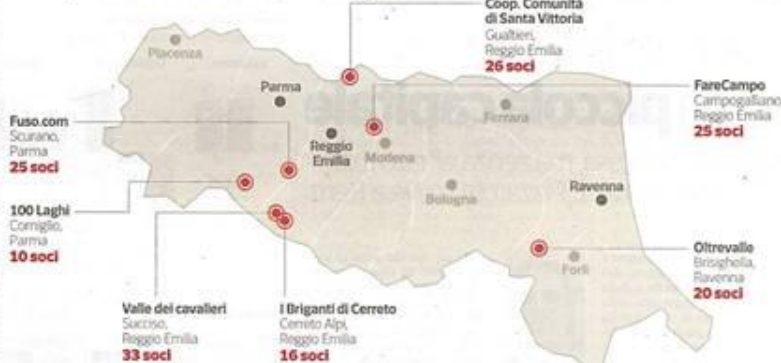 Coop. Comunità
di Santa Vittoria
Gualtieri,
Reggio Emilia
26 soci
Piacenza
Parma
Reggio
Emilia
Modena
Ferrara
Bologna
Ravenna
Forlì
FareCampo
Campogalliano
Reggio Emilia
25 soci
Fuso.com
Scurano,
Parma
25 soci
100 Laghi
Corniglio,
Parma
10 soci
Valle dei cavalieri
Succiso,
Reggio Emilia
33 soci
I Briganti di Cerreto
Cerreto Alpi,
Reggio Emilia
16 soci
Oltrevalle
Brisighella,
Ravenna
20 soci